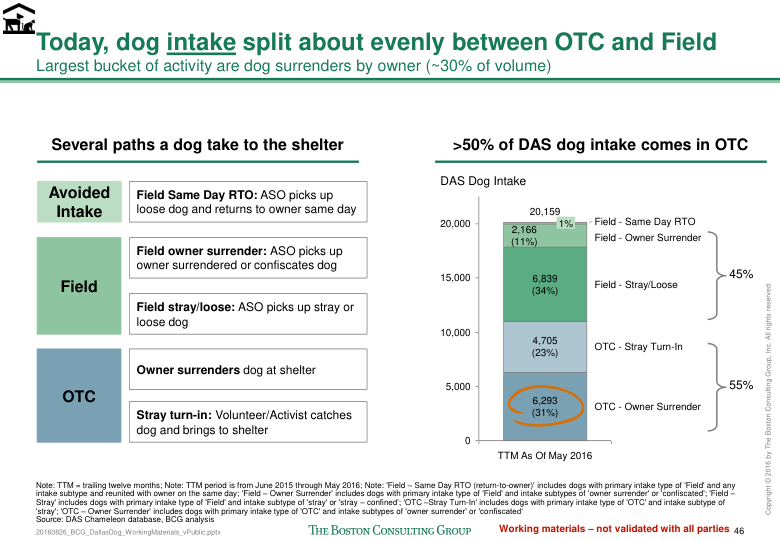 Today, dog intake split about evenly between OTC and Field
Largest bucket of activity are dog surrenders by owner (~30% of volume)
Several paths a dog take to the shelter
Avoided
Intake
Field Same Day RTO: ASO picks up
loose dog and returns to owner same day
Field
Field owner surrender: ASO picks up
owner surrendered or confiscates dog
Field stray/loose: ASO picks up stray or
loose dog
OTC
Owner surrenders dog at shelter
Stray turn-in: Volunteer/Activist catches
dog and brings to shelter
>50% of DAS dog intake comes in OTC
DAS Dog Intake
20,159
20,000
15,000
10,000
5,000
0
1%
2,166
(11%)
6,839
(34%)
4,705
(23%)
6,293
(31%)
Field - Same Day RTO
Field - Owner Surrender
Field - Stray/Loose
OTC - Stray Turn-In
OTC - Owner Surrender
45%
55%
TTM As Of May 2016
Note: TTM = trailing twelve months; Note: TTM period is from June 2015 through May 2016; Note: 'Field – Same Day RTO (return-to-owner)' includes dogs with primary intake type of 'Field' and any
intake subtype and reunited with owner on the same day; 'Field – Owner Surrender' includes dogs with primary intake type of 'Field' and intake subtypes of 'owner surrender' or 'confiscated'; 'Field –
Stray' includes dogs with primary intake type of 'Field' and intake subtype of 'stray' or 'stray – confined'; 'OTC –Stray Turn-In' includes dogs with primary intake type of 'OTC' and intake subtype of
'stray'; 'OTC – Owner Surrender' includes dogs with primary intake type of 'OTC' and intake subtypes of 'owner surrender' or 'confiscated'
Source: DAS Chameleon database, BCG analysis
20160826_BCG_DallasDog_WorkingMaterials_vPublic.pptx
THE BOSTON CONSULTING GROUP
Working materials – not validated with all parties
46
Copyright © 2016 by The Boston Consulting Group, Inc. All rights reserved.